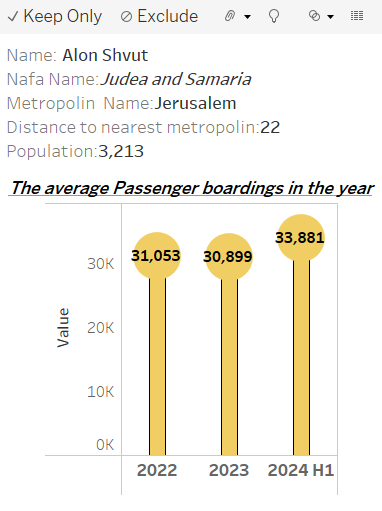 Keep Only Exclude
Name: Alon Shvut
Nafa Name:Judea and Samaria
Metropolin Name:Jerusalem
Distance to nearest metropolin:22
Population:3,213
The average Passenger boardings in the year
33,881
31,053 30,899
30K
Value
20K
10K
0K
2022 2023 2024 H1